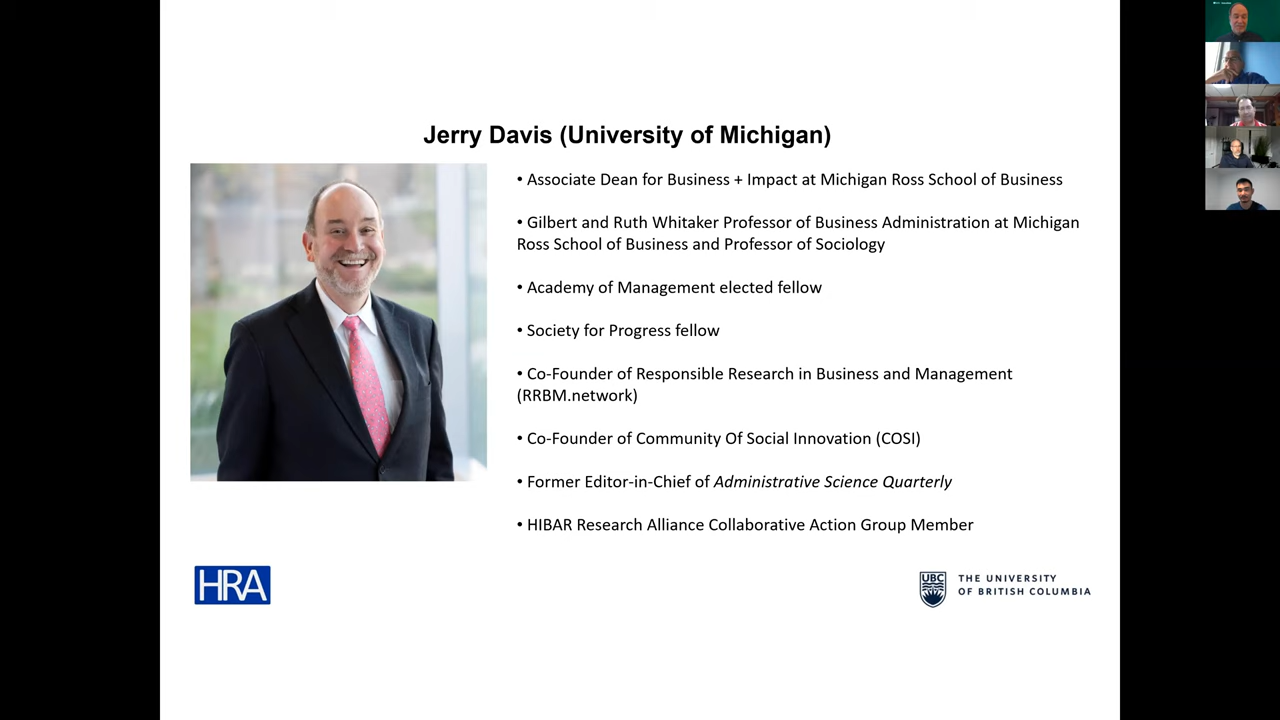 Jerry Davis (University of Michigan)
• Associate Dean for Business + Impact at Michigan Ross School of Business
• Gilbert and Ruth Whitaker Professor of Business Administration at Michigan
Ross School of Business and Professor of Sociology
• Academy of Management elected fellow
• Society for Progress fellow
• Co-Founder of Responsible Research in Business and Management
(RRBM.network)
• Co-Founder of Community Of Social Innovation (COSI)
• Former Editor-in-Chief of Administrative Science Quarterly
• HIBAR Research Alliance Collaborative Action Group Member
HRA
UBC
THE UNIVERSITY
OF BRITISH COLUMBIA